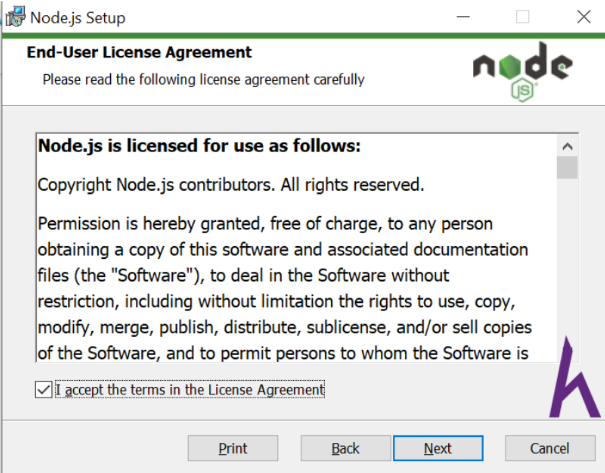 Node.js Setup
End-User License Agreement
Please read the following license agreement carefully
node
JS
Node.js is licensed for use as follows:
Copyright Node.js contributors. All rights reserved.
Permission is hereby granted, free of charge, to any person
obtaining a copy of this software and associated documentation
files (the "Software"), to deal in the Software without
restriction, including without limitation the rights to use, copy,
modify, merge, publish, distribute, sublicense, and/or sell copies
of the Software, and to permit persons to whom the Software is
I accept the terms in the License Agreement
h
Print Back Next Cancel